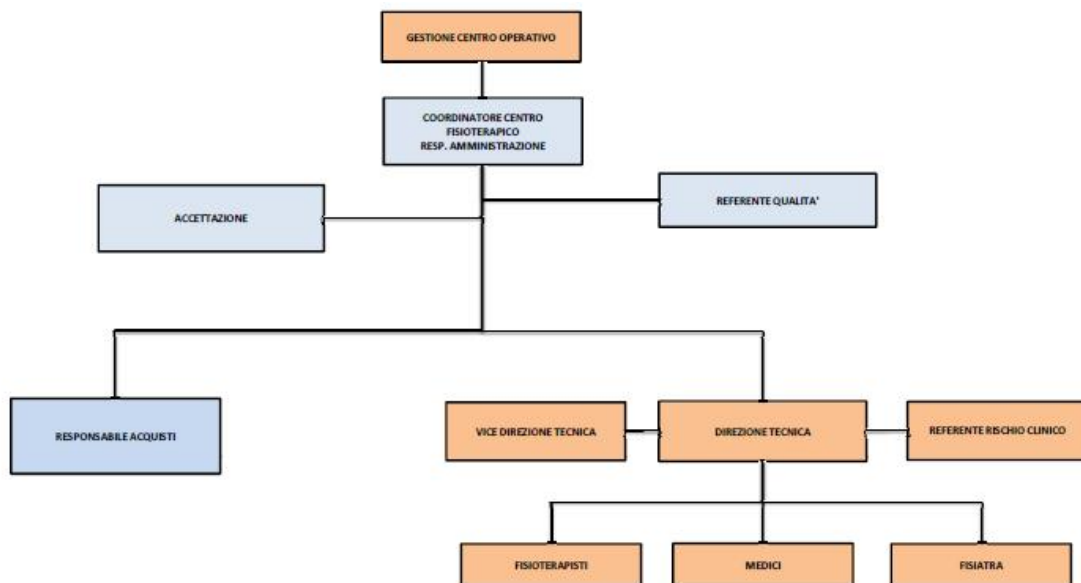 GESTIONE CENTRO OPERATIVO
COORDINATORE CENTRO
FISIOTERAPICO
RESP. AMMINISTRAZIONE
ACCETTAZIONE
REFERENTE QUALITA'
RESPONSABILE ACQUISTI
VICE DIREZIONE TECNICA
DIREZIONE TECNICA
REFERENTE RISCHIO CLINICO
FISIOTERAPISTI
MEDICI
FISIATRA